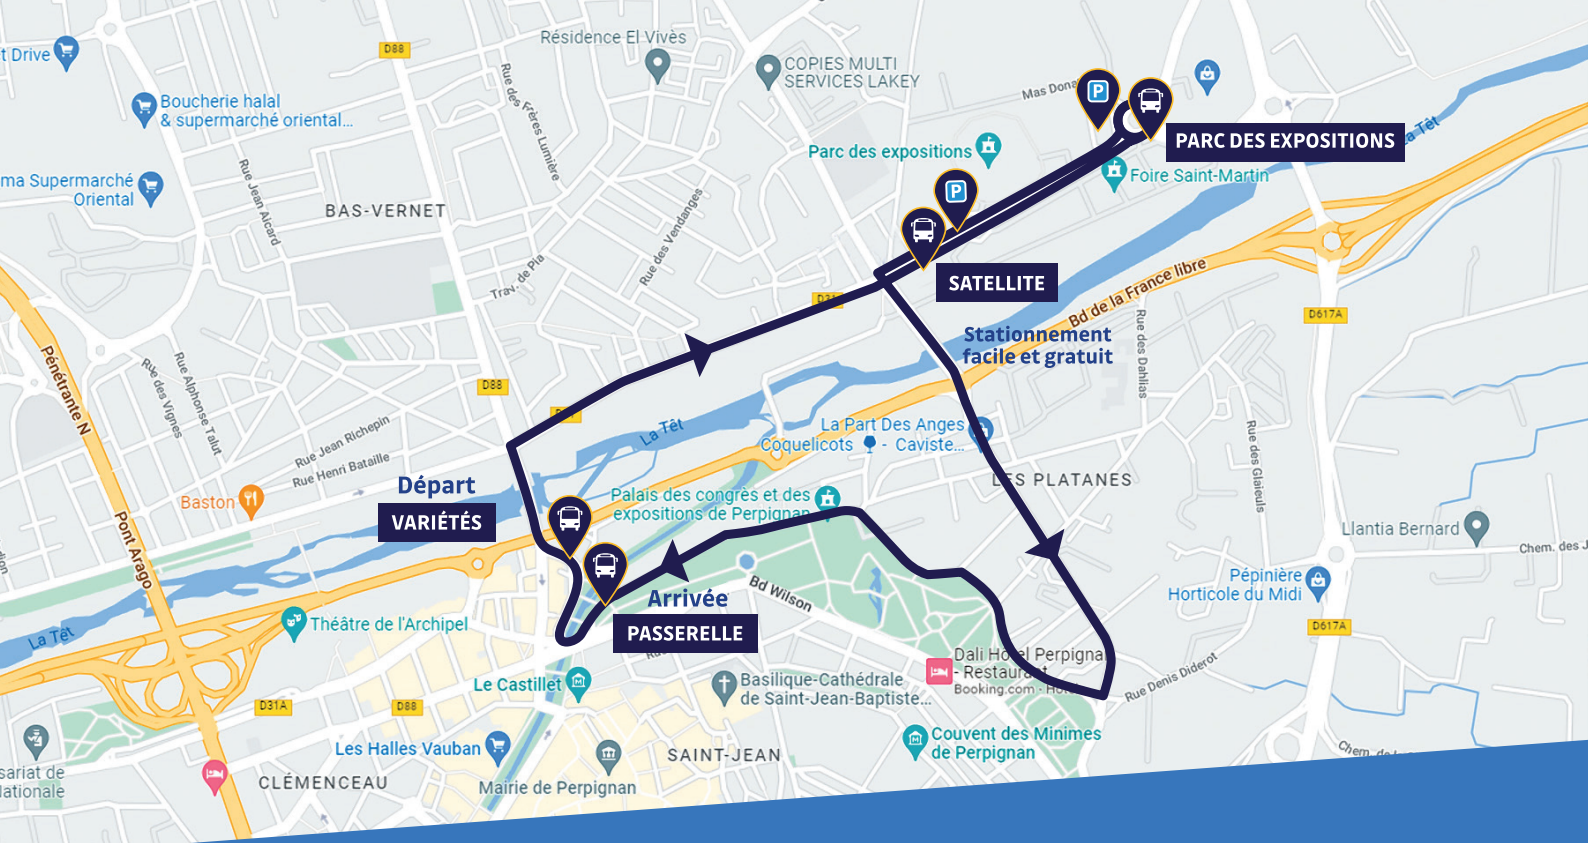 t Drive
D88
Résidence El Vivès
COPIES MULTI
SERVICES LAKEY
Rue des Frères Lumière
Boucherie halal
& supermarché oriental...
Mas Dona
P
PARC DES EXPOSITIONS
La Têt
Parc des expositions
Foire Saint-Martin
ma Supermarché
Oriental
Rue Jean Aicard
BAS-VERNET
P
Rue des Vendanges
Trav. de Pia
SATELLITE
Bd de la France libre
D617A
Stationnement
facile et gratuit
Rue des Dahlias
Pénétrante N
Rue des Vignes
Rue Alphonse Talut
D88
La Têt
La Part Des Anges
Coquelicots - Caviste...
Rue Jean Richepin
Rue Henri Bataille
Rue des Glaïeuls
LES PLATANES
Départ
VARIÉTÉS
Baston
Palais des congrès et des
expositions de Perpignan
Llantia Bernard
Chem. des J
Pont Arago
Pépinière
Horticole du Midi
Bd Wilson
Arrivée
PASSERELLE
D617A
La Têt
Théâtre de l'Archipel
Dali Hotel Perpignan
- Restaurant
Booking.com - Hot
Rue Denis Diderot
Le Castillet
Basilique-Cathédrale
de Saint-Jean-Baptiste...
D31A
D88
Couvent des Minimes
de Perpignan
Les Halles Vauban
SAINT-JEAN
sariat de
Nationale
CLÉMENCEAU
Mairie de Perpignan